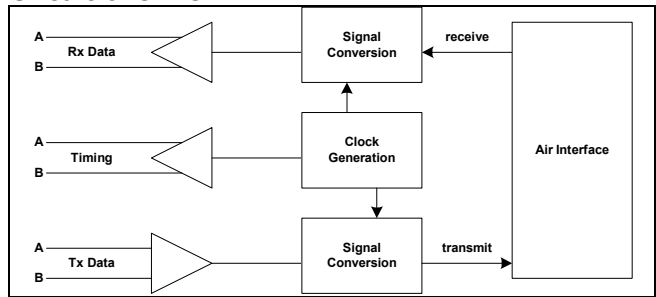 A
Rx Data
B
Signal
Conversion
receive
A
Timing
B
Clock
Generation
Air Interface
A
Tx Data
B
Signal
Conversion
transmit